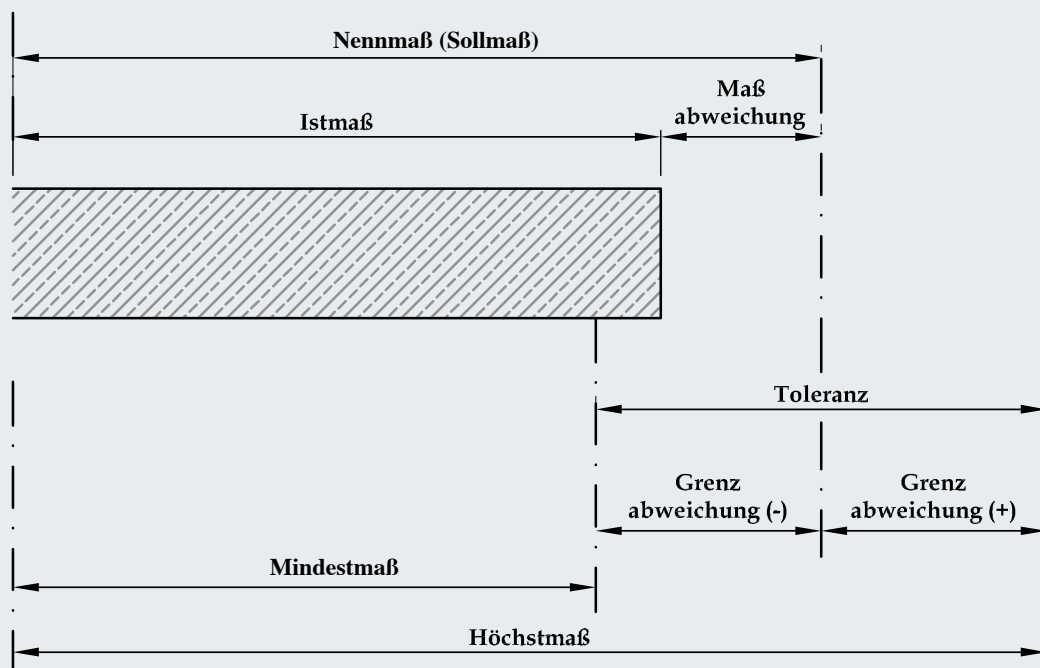 Nennmaß (Sollmaß)
Maß
abweichung
Istmaß
Toleranz
Grenz
abweichung (-)
Grenz
abweichung (+)
Mindestmaß
Höchstmaß